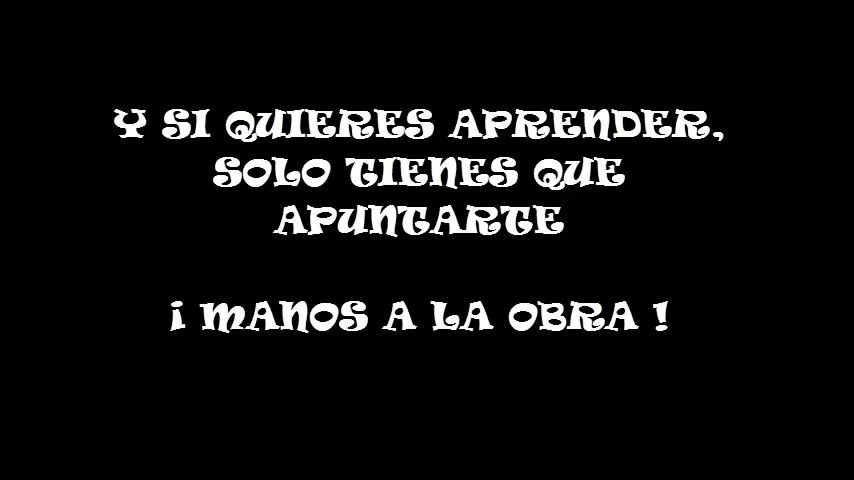 Y SI QUIERES APRENDER,
SOLO TIENES QUE
APUNTARTE
¡ MANOS A LA OBRA !